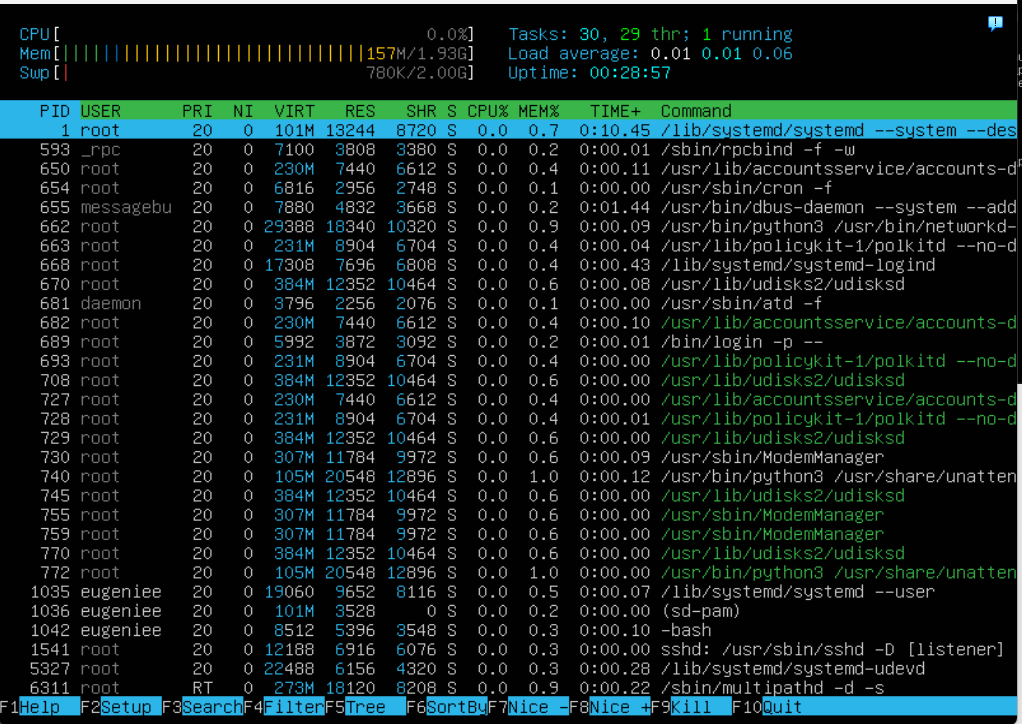 CPU[ 0.0%] Tasks: 30, 29 thr; 1 running
Mem[||||||||||||||||||||||||||||||157M/1.93G] Load average: 0.01 0.01 0.06
Swp[| 780K/2.00G] Uptime: 00:28:57
PID USER PRI NI VIRT RES SHR S CPU% MEM% TIME+ Command
1 root 20 0 101M 13244 8720 S 0.0 0.7 0:10.45 /lib/systemd/systemd --system --des
593 _rpc 20 0 7100 3808 3380 S 0.0 0.2 0:00.01 /sbin/rpcbind -f -w
650 root 20 0 230M 7440 6612 S 0.0 0.4 0:00.11 /usr/lib/accountsservice/accounts-d
654 root 20 0 6816 2956 2748 S 0.0 0.1 0:00.00 /usr/sbin/cron -f
655 messagebu 20 0 7880 4832 3668 S 0.0 0.2 0:01.44 /usr/bin/dbus-daemon --system --add
662 root 20 0 29388 18340 10320 S 0.0 0.9 0:00.09 /usr/bin/python3 /usr/bin/networkd-
663 root 20 0 231M 8904 6704 S 0.0 0.4 0:00.04 /usr/lib/policykit-1/polkitd --no-d
668 root 20 0 17308 7696 6808 S 0.0 0.4 0:00.43 /lib/systemd/systemd-logind
670 root 20 0 384M 12352 10464 S 0.0 0.6 0:00.08 /usr/lib/udisks2/udisksd
681 daemon 20 0 3796 2256 2076 S 0.0 0.1 0:00.00 /usr/sbin/atd -f
682 root 20 0 230M 7440 6612 S 0.0 0.4 0:00.10 /usr/lib/accountsservice/accounts-d
689 root 20 0 5992 3872 3092 S 0.0 0.2 0:00.01 /bin/login -p --
693 root 20 0 231M 8904 6704 S 0.0 0.4 0:00.00 /usr/lib/policykit-1/polkitd --no-d
708 root 20 0 384M 12352 10464 S 0.0 0.6 0:00.00 /usr/lib/udisks2/udisksd
727 root 20 0 230M 7440 6612 S 0.0 0.4 0:00.00 /usr/lib/accountsservice/accounts-d
728 root 20 0 231M 8904 6704 S 0.0 0.4 0:00.01 /usr/lib/policykit-1/polkitd --no-d
729 root 20 0 384M 12352 10464 S 0.0 0.6 0:00.00 /usr/lib/udisks2/udisksd
730 root 20 0 307M 11784 9972 S 0.0 0.6 0:00.09 /usr/sbin/ModemManager
740 root 20 0 105M 20548 12896 S 0.0 1.0 0:00.12 /usr/bin/python3 /usr/share/unatten
745 root 20 0 384M 12352 10464 S 0.0 0.6 0:00.00 /usr/lib/udisks2/udisksd
755 root 20 0 307M 11784 9972 S 0.0 0.6 0:00.00 /usr/sbin/ModemManager
759 root 20 0 307M 11784 9972 S 0.0 0.6 0:00.00 /usr/sbin/ModemManager
770 root 20 0 384M 12352 10464 S 0.0 0.6 0:00.00 /usr/lib/udisks2/udisksd
772 root 20 0 105M 20548 12896 S 0.0 1.0 0:00.00 /usr/bin/python3 /usr/share/unatten
1035 eugeniee 20 0 19060 9652 8116 S 0.0 0.5 0:00.07 /lib/systemd/systemd --user
1036 eugeniee 20 0 101M 3528 0 S 0.0 0.2 0:00.00 (sd-pam)
1042 eugeniee 20 0 8512 5396 3548 S 0.0 0.3 0:00.10 -bash
1541 root 20 0 12188 6916 6076 S 0.0 0.3 0:00.00 sshd: /usr/sbin/sshd -D [listener]
5327 root 20 0 22488 6156 4320 S 0.0 0.3 0:00.28 /lib/systemd/systemd-udevd
6311 root RT 0 273M 18120 8208 S 0.0 0.9 0:00.22 /sbin/multipathd -d -s
F1Help F2Setup F3SearchF4FilterF5Tree F6SortByF7Nice -F8Nice +F9Kill F10Quit